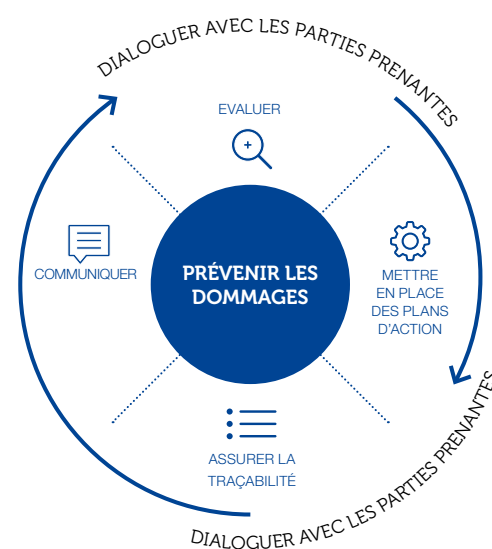 DIALOGUER AVEC LES PARTIES PRENANTES
EVALUER
COMMUNIQUER
PRÉVENIR LES
DOMMAGES
METTRE
EN PLACE
DES PLANS
D'ACTION
ASSURER LA
TRAÇABILITÉ
DIALOGUER AVEC LES PARTIES PRENANTES